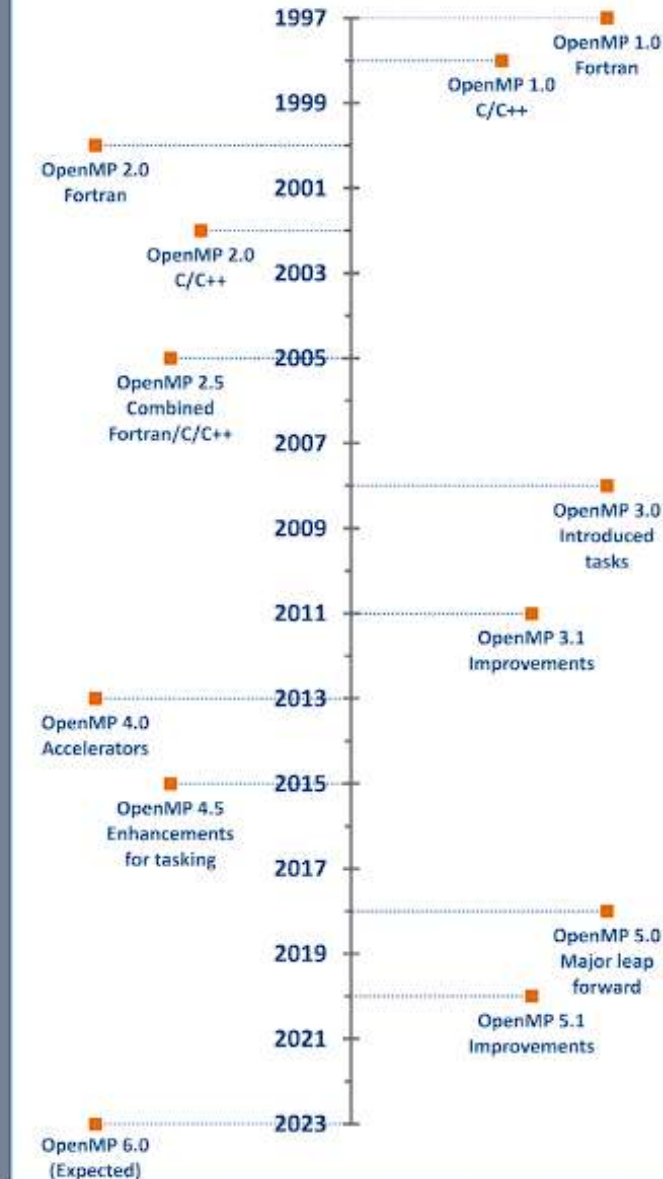 1997
OpenMP 1.0
Fortran
OpenMP 1.0
C/C++
1999
OpenMP 2.0
Fortran
2001
OpenMP 2.0
C/C++
2003
2005
OpenMP 2.5
Combined
Fortran/C/C++
2007
OpenMP 3.0
Introduced
tasks
2009
2011
OpenMP 3.1
Improvements
2013
OpenMP 4.0
Accelerators
2015
OpenMP 4.5
Enhancements
for tasking
2017
OpenMP 5.0
Major leap
forward
2019
OpenMP 5.1
Improvements
2021
2023
OpenMP 6.0
(Expected)